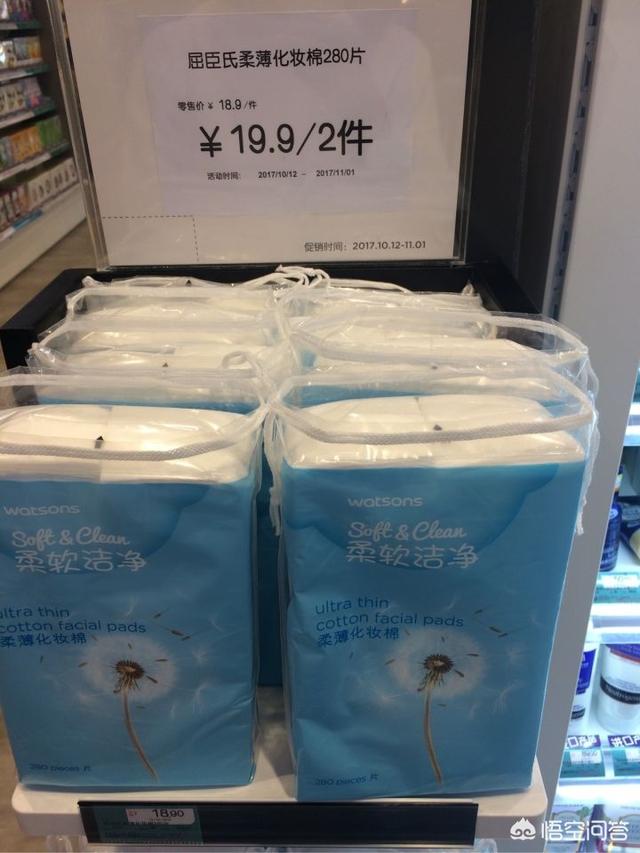 屈臣氏柔薄化妆棉280片
零售价¥ 18.9/件
¥19.9/2件
活动时间: 2017/10/12 - 2017/11/01
促销时间: 2017.10.12-11.01
watsons
Soft & Clean
柔软洁净
ultra thin
cotton facial pads
柔薄化妆棉
280 pieces 片
watsons
Soft & Clean
柔软洁净
ultra thin
cotton facial pads
柔薄化妆棉
280 pieces 片
18.90
悟空问答